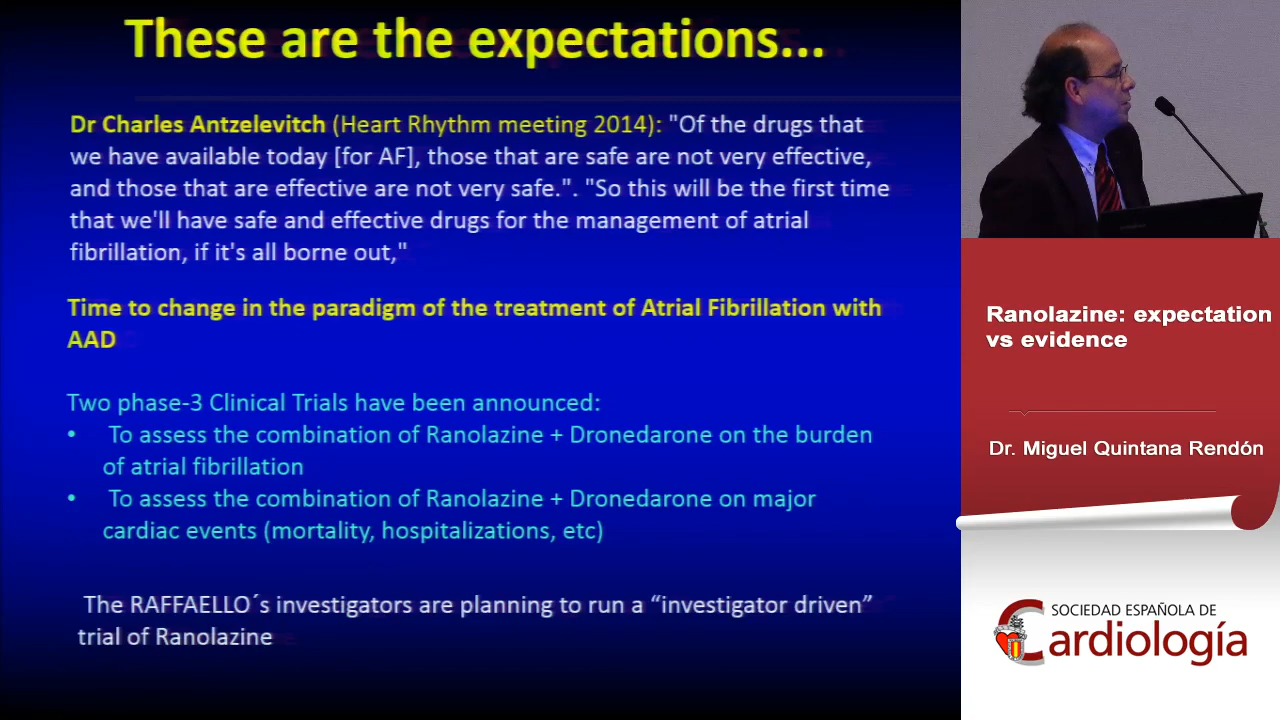 These are the expectations...
Dr Charles Antzelevitch (Heart Rhythm meeting 2014): "Of the drugs that
we have available today [for AF], those that are safe are not very effective,
and those that are effective are not very safe.". "So this will be the first time
that we'll have safe and effective drugs for the management of atrial
fibrillation, if it's all borne out,"
Time to change in the paradigm of the treatment of Atrial Fibrillation with
AAD
Two phase-3 Clinical Trials have been announced:
• To assess the combination of Ranolazine + Dronedarone on the burden
of atrial fibrillation
• To assess the combination of Ranolazine + Dronedarone on major
cardiac events (mortality, hospitalizations, etc)
The RAFFAELLO´s investigators are planning to run a “investigator driven”
trial of Ranolazine
Ranolazine: expectation
vs evidence
Dr. Miguel Quintana Rendón
SOCIEDAD ESPAÑOLA DE
Cardiología